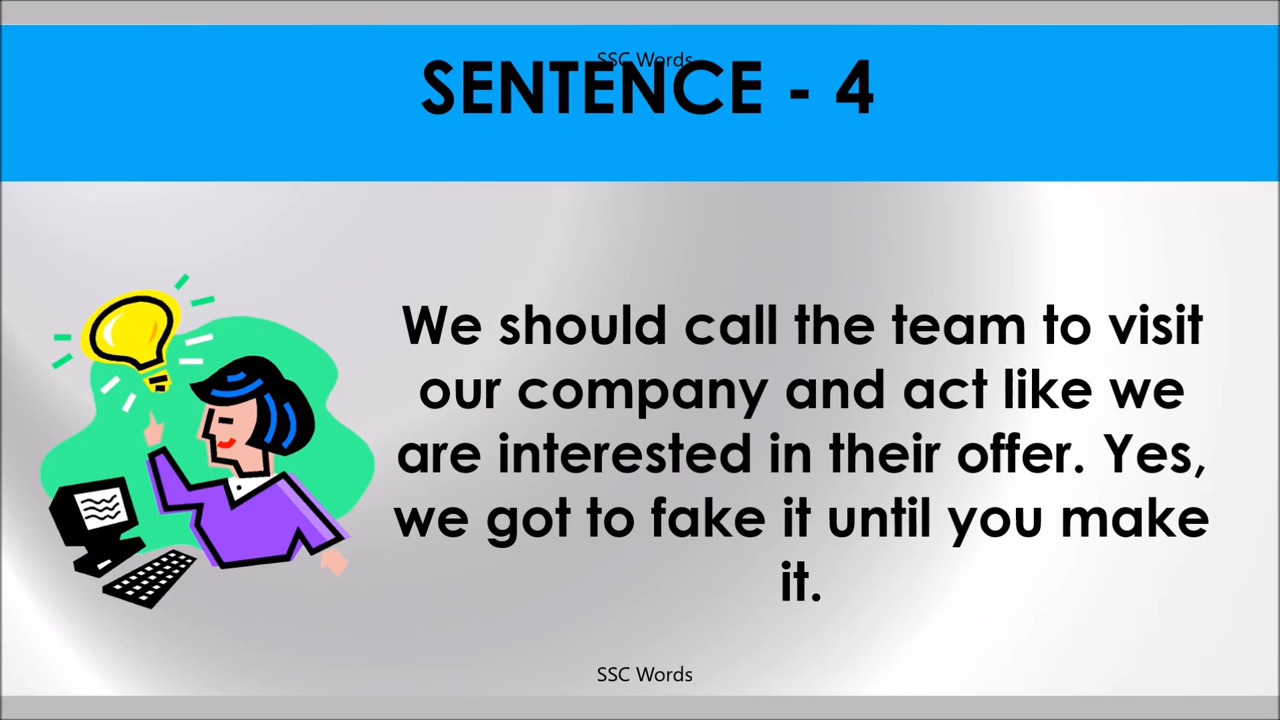 SSC Words
SENTENCE - 4
We should call the team to visit
our company and act like we
are interested in their offer. Yes,
we got to fake it until you make
it.
SSC Words